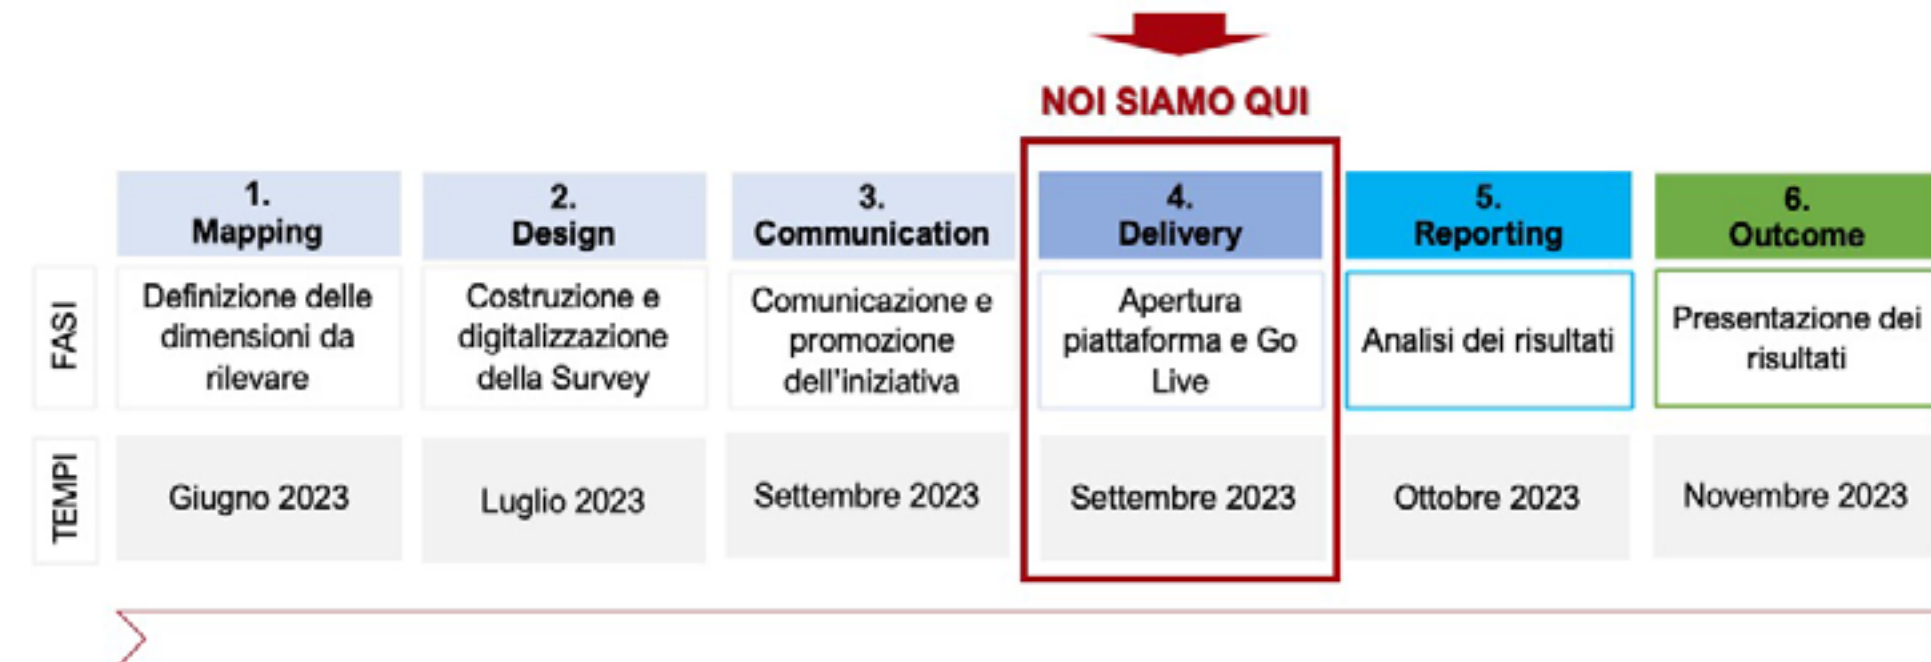 NOI SIAMO QUI
1.
Mapping
2.
Design
3.
Communication
4.
Delivery
5.
Reporting
6.
Outcome
FASI
Definizione delle
dimensioni da
rilevare
Costruzione e
digitalizzazione
della Survey
Comunicazione e
promozione
dell'iniziativa
Apertura
piattaforma e Go
Live
Analisi dei risultati
Presentazione dei
risultati
TEMPI
Giugno 2023
Luglio 2023
Settembre 2023
Settembre 2023
Ottobre 2023
Novembre 2023